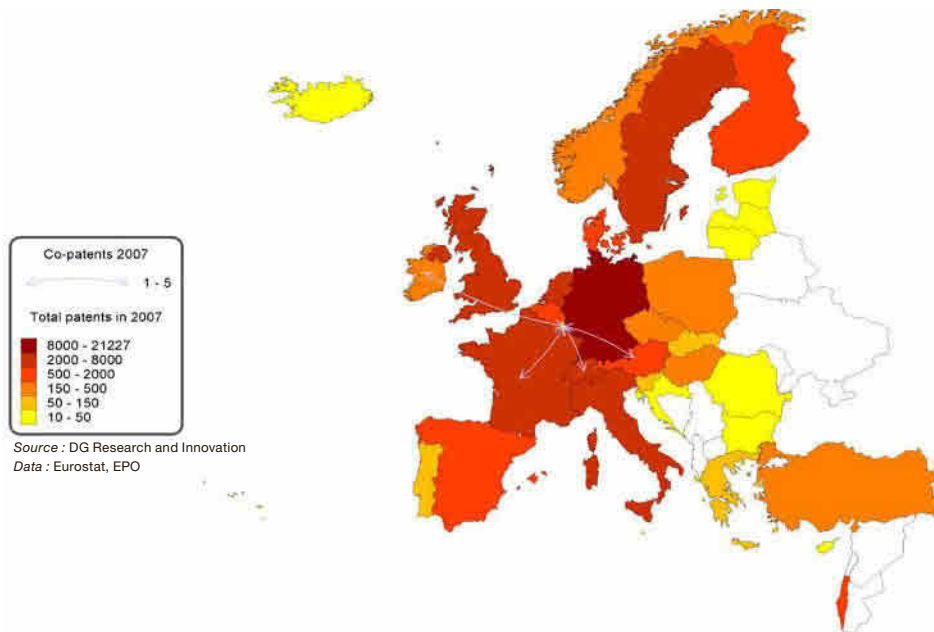 Co-patents 2007
1 - 5
Total patents in 2007
8000 - 21227
2000 - 8000
500 - 2000
150 - 500
50 - 150
10 - 50
Source : DG Research and Innovation
Data : Eurostat, EPO